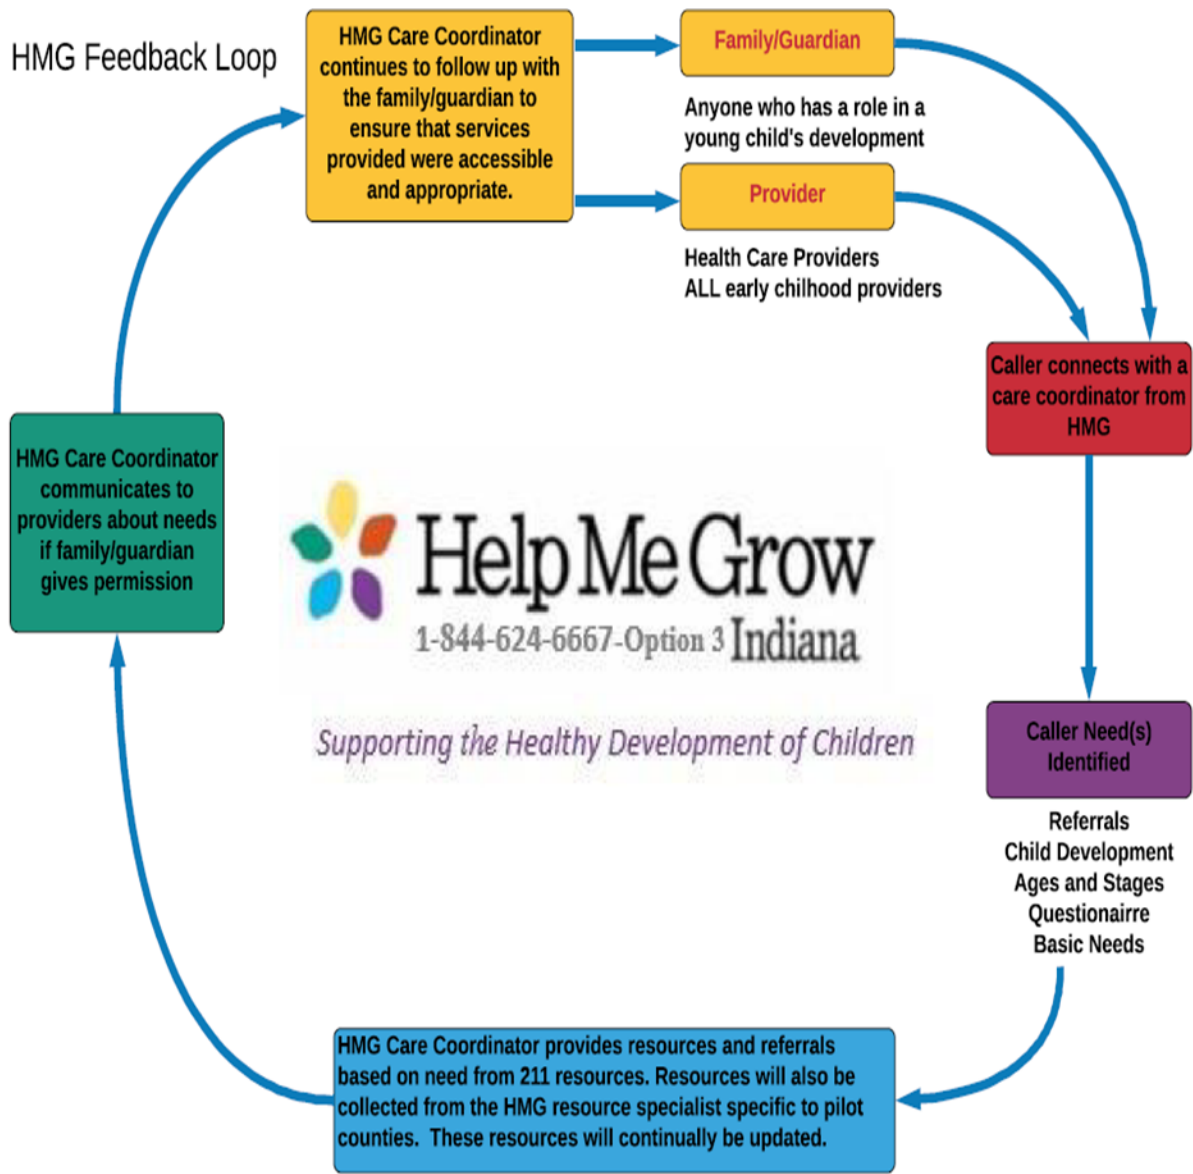 HMG Feedback Loop
HMG Care Coordinator
continues to follow up with
the family/guardian to
ensure that services
provided were accessible
and appropriate.
Family/Guardian
Anyone who has a role in a
young child's development
Provider
Health Care Providers
ALL early chilhood providers
Caller connects with a
care coordinator from
HMG
Caller Need(s)
Identified
Referrals
Child Development
Ages and Stages
Questionairre
Basic Needs
HMG Care Coordinator provides resources and referrals
based on need from 211 resources. Resources will also be
collected from the HMG resource specialist specific to pilot
counties.  These resources will continually be updated.
HMG Care Coordinator
communicates to
providers about needs
if family/guardian
gives permission
Help Me Grow
1-844-624-6667-Option 3 Indiana
Supporting the Healthy Development of Children